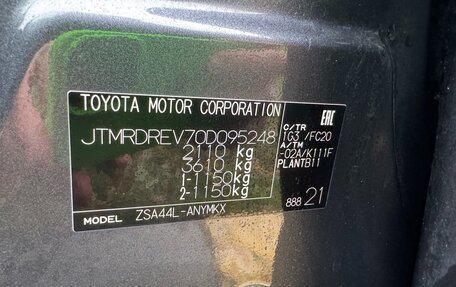 TOYOTA MOTOR CORPORATION
EAC
JTMRDREV70D095248
2110 kg
3610 kg
1-1150kg
2-1150kg
C/TR
1G3 /FC20
A/TM
-02A/K111F
PLANTB11
MODEL ZSA44L-ANYMKX
888 21